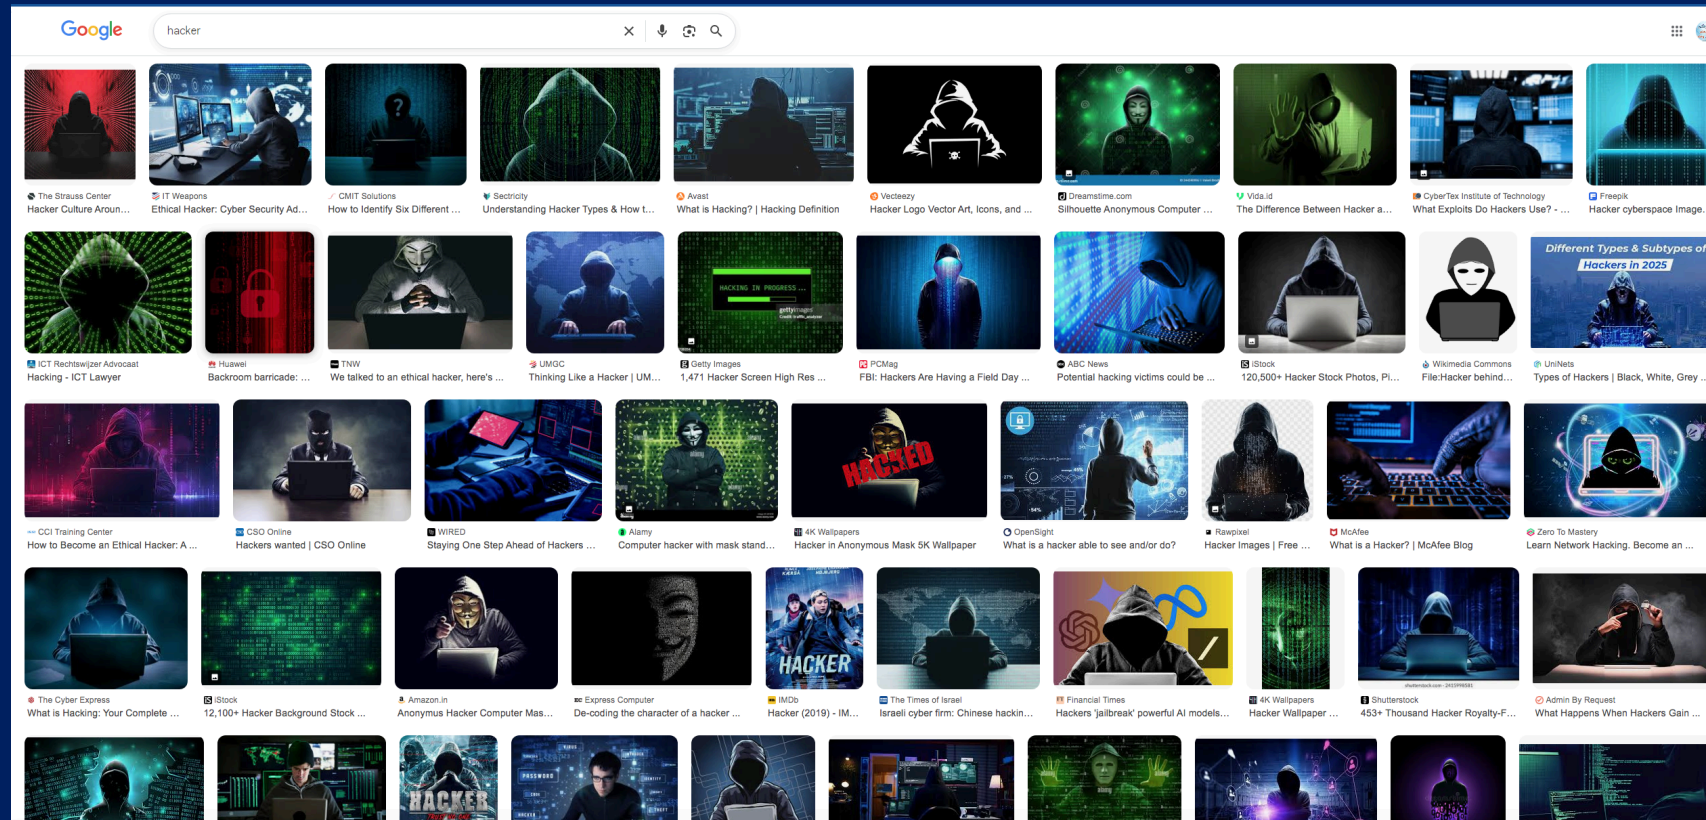 Google
hacker
The Strauss Center
Hacker Culture Aroun...
IT Weapons
Ethical Hacker: Cyber Security Ad...
CMIT Solutions
How to Identify Six Different ...
Sectricity
Understanding Hacker Types & How t...
Avast
What is Hacking? | Hacking Definition
Vecteezy
Hacker Logo Vector Art, Icons, and ...
Dreamstime.com
Silhouette Anonymous Computer ...
Vida.id
The Difference Between Hacker a...
CyberTex Institute of Technology
What Exploits Do Hackers Use? - ...
Freepik
Hacker cyberspace Image...
HACKING IN PROGRESS ...
gettyimages
Different Types & Subtypes of
Hackers in 2025
ICT Rechtswijzer Advocaat
Hacking - ICT Lawyer
Huawei
Backroom barricade: ...
TNW
We talked to an ethical hacker, here's ...
UMGC
Thinking Like a Hacker | UM...
Getty Images
1,471 Hacker Screen High Res ...
PCMag
FBI: Hackers Are Having a Field Day ...
ABC News
Potential hacking victims could be ...
iStock
120,500+ Hacker Stock Photos, Pi...
Wikimedia Commons
File:Hacker behind...
UniNets
Types of Hackers | Black, White, Grey ...
HACKED
CCI Training Center
How to Become an Ethical Hacker: A ...
CSO Online
Hackers wanted | CSO Online
WIRED
Staying One Step Ahead of Hackers ...
Alamy
Computer hacker with mask stand...
4K Wallpapers
Hacker in Anonymous Mask 5K Wallpaper
OpenSight
What is a hacker able to see and/or do?
Rawpixel
Hacker Images | Free ...
McAfee
What is a Hacker? | McAfee Blog
Zero To Mastery
Learn Network Hacking. Become an ...
HACKER
The Cyber Express
What is Hacking: Your Complete ...
iStock
12,100+ Hacker Background Stock ...
Amazon.in
Anonymus Hacker Computer Mas...
Express Computer
De-coding the character of a hacker ...
IMDb
Hacker (2019) - IM...
The Times of Israel
Israeli cyber firm: Chinese hackin...
Financial Times
Hackers 'jailbreak' powerful AI models...
4K Wallpapers
Hacker Wallpaper ...
Shutterstock
453+ Thousand Hacker Royalty-F...
Admin By Request
What Happens When Hackers Gain ...
HACKER
VIRUS
PASSWORD
IDENTITY
THEFT
HACKER